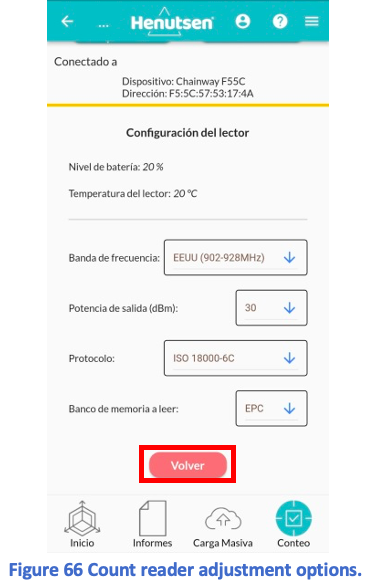 ... Henutsen ?
Conectado a
Dispositivo: Chainway F55C
Dirección: F5:5C:57:53:17:4A
Configuración del lector
Nivel de batería: 20 %
Temperatura del lector: 20 ºC
Banda de frecuencia: EEUU (902-928MHz)
Potencia de salida (dBm): 30
Protocolo: ISO 18000-6C
Banco de memoria a leer: EPC
Volver
Inicio Informes Carga Masiva Conteo
Figure 66 Count reader adjustment options.